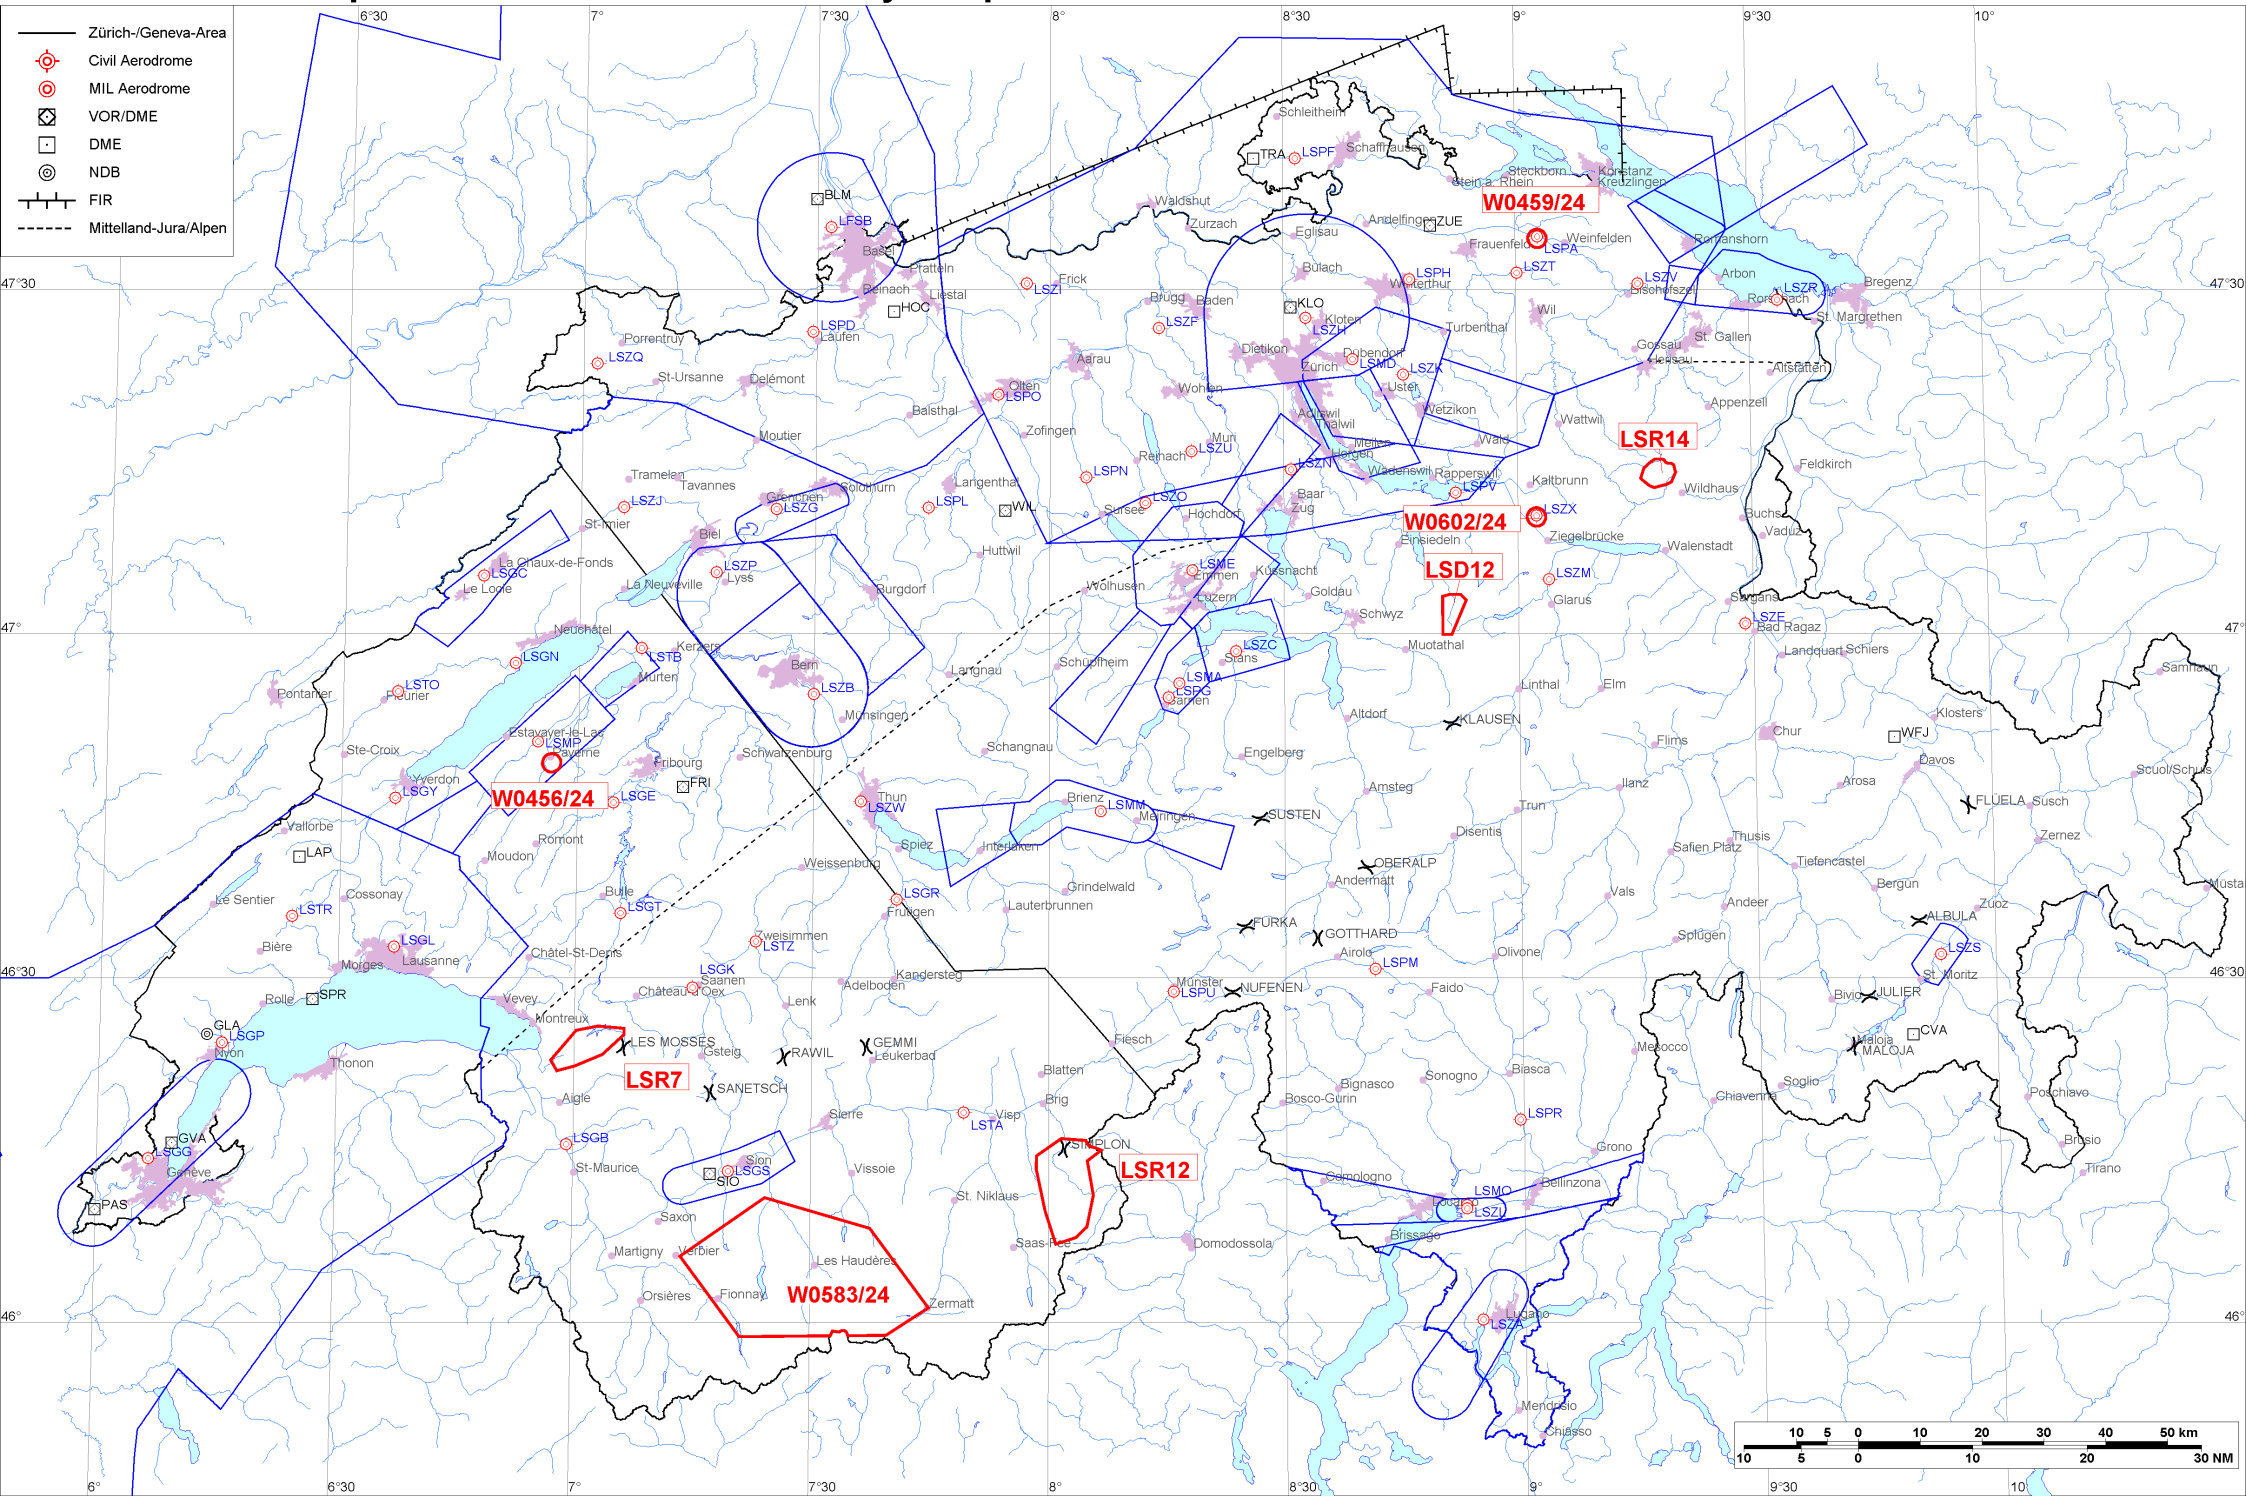 6°30
7°
7°30
8°
8°30
9°
9°30
10°
Zürich-/Geneva-Area
Civil Aerodrome
MIL Aerodrome
VOR/DME
DME
NDB
FIR
Mittelland-Jura/Alpen
Schleitheim
TRA
LSPF
Schaffhausen
Steckborn
Konstanz
Stein a. Rhein
Kreuzlingen
BLM
W0459/24
Waldshut
LFSB
Zurzach
Andelfingen
ZUE
Eglisau
Basel
Frauenfeld
Weinfelden
LSPA
Romanshorn
Pratteln
Bülach
LSPH
LSZT
Arbon
LSZV
47°30
Frick
LSZI
Reinach
Liestal
Winterthur
Bischofszell
LSZR
Bregenz
47°30
HOC
Brugg
Baden
KLO
Rorschach
Wil
St. Margrethen
LSPD
Laufen
LSZF
Kloten
LSZH
Turbenthal
Porrentruy
Dietikon
Dübendorf
St. Gallen
LSZQ
Aarau
Zürich
LSMD
Gossau
Herisau
St-Ursanne
Delémont
LSZK
Altstätten
Olten
LSPO
Wohlen
Uster
Balsthal
Wetzikon
Appenzell
Adliswil
Thalwil
Wattwil
Moutier
Zofingen
Muri
Meilen
Wald
LSR14
LSZU
Horgen
Reinach
LSZN
Wädenswil
Rapperswil
Feldkirch
Tramelan
Tavannes
LSPN
Kaltbrunn
Langenthal
Solothurn
Grenchen
LSPV
Wildhaus
LSZJ
LSZG
LSPL
WIL
LSZO
Baar
Zug
LSZX
Sursee
Hochdorf
W0602/24
Buchs
St-Imier
Biel
Vaduz
Einsiedeln
Ziegelbrücke
Walenstadt
Huttwil
La Chaux-de-Fonds
LSGC
LSZP
Lyss
LSME
Emmen
Küssnacht
LSD12
LSZM
Le Locle
La Neuveville
Burgdorf
Wolhusen
Luzern
Goldau
Glarus
Sargans
Schwyz
LSZE
Bad Ragaz
47°
Neuchâtel
47°
Kerzers
LSZC
Muotathal
LSGN
LSTB
Stans
Landquart
Schiers
Bern
Schüpfheim
Langnau
Samnaun
Murten
LSMA
LSPG
Sarnen
Linthal
Elm
LSTO
Fleurier
Pontarlier
LSZB
Münsingen
Altdorf
KLAUSEN
Klosters
Estavayer-le-Lac
LSMP
Payerne
Schangnau
Engelberg
Flims
Chur
WFJ
Ste-Croix
Schwarzenburg
Fribourg
Davos
Yverdon
LSGY
FRI
Scuol/Schuls
W0456/24
LSGE
Thun
LSZW
Brienz
LSMM
Meiringen
Amsteg
Ilanz
Arosa
SUSTEN
Trun
FLÜELA
Susch
Vallorbe
Romont
Disentis
Thusis
Zernez
LAP
Moudon
Spiez
Interlaken
Safien Platz
Weissenburg
OBERALP
Tiefencastel
Andermatt
Bulle
Grindelwald
Vals
Bergun
Le Sentier
Cossonay
LSGR
LSTR
LSGT
Frutigen
Lauterbrunnen
Andeer
Zuoz
ALBULA
FURKA
GOTTHARD
Bière
LSGL
Zweisimmen
LSTZ
Splügen
Châtel-St-Denis
Airolo
Olivone
LSZS
Morges
Lausanne
LSPM
46°30
LSGK
Saanen
Kandersteg
Adelboden
Münster
LSPU
NUFENEN
Faido
St. Moritz
46°30
Rolle
SPR
Vevey
Château-d'Oex
Lenk
Bivio
JULIER
Montreux
GLA
LSGP
Nyon
CVA
LES MOSSES
Gsteig
RAWIL
GEMMI
Leukerbad
Fiesch
Mesocco
Maloja
MALOJA
Thonon
LSR7
SANETSCH
Blatten
Bignasco
Sonogno
Biasca
Soglio
Poschiavo
Aigle
Brig
Bosco-Gurin
Chiavenna
Sierre
LSTA
Visp
LSPR
GVA
LSGG
LSGB
SIMPLON
Grono
Brusio
Genève
St-Maurice
Sion
LSGS
SIO
Vissoie
LSR12
Comologno
Bellinzona
Tirano
PAS
St. Niklaus
LSMO
Locarno
LSZL
Saxon
Martigny
Verbier
Les Haudères
Saas-Fee
Domodossola
Brissago
Orsières
Fionnay
W0583/24
Zermatt
46°
Lugano
LSZA
46°
Mendrisio
Chiasso
10 5 0 10 20 30 40 50 km
10 5 0 10 20 30 NM
6°
6°30
7°
7°30
8°
8°30
9°
9°30
10°